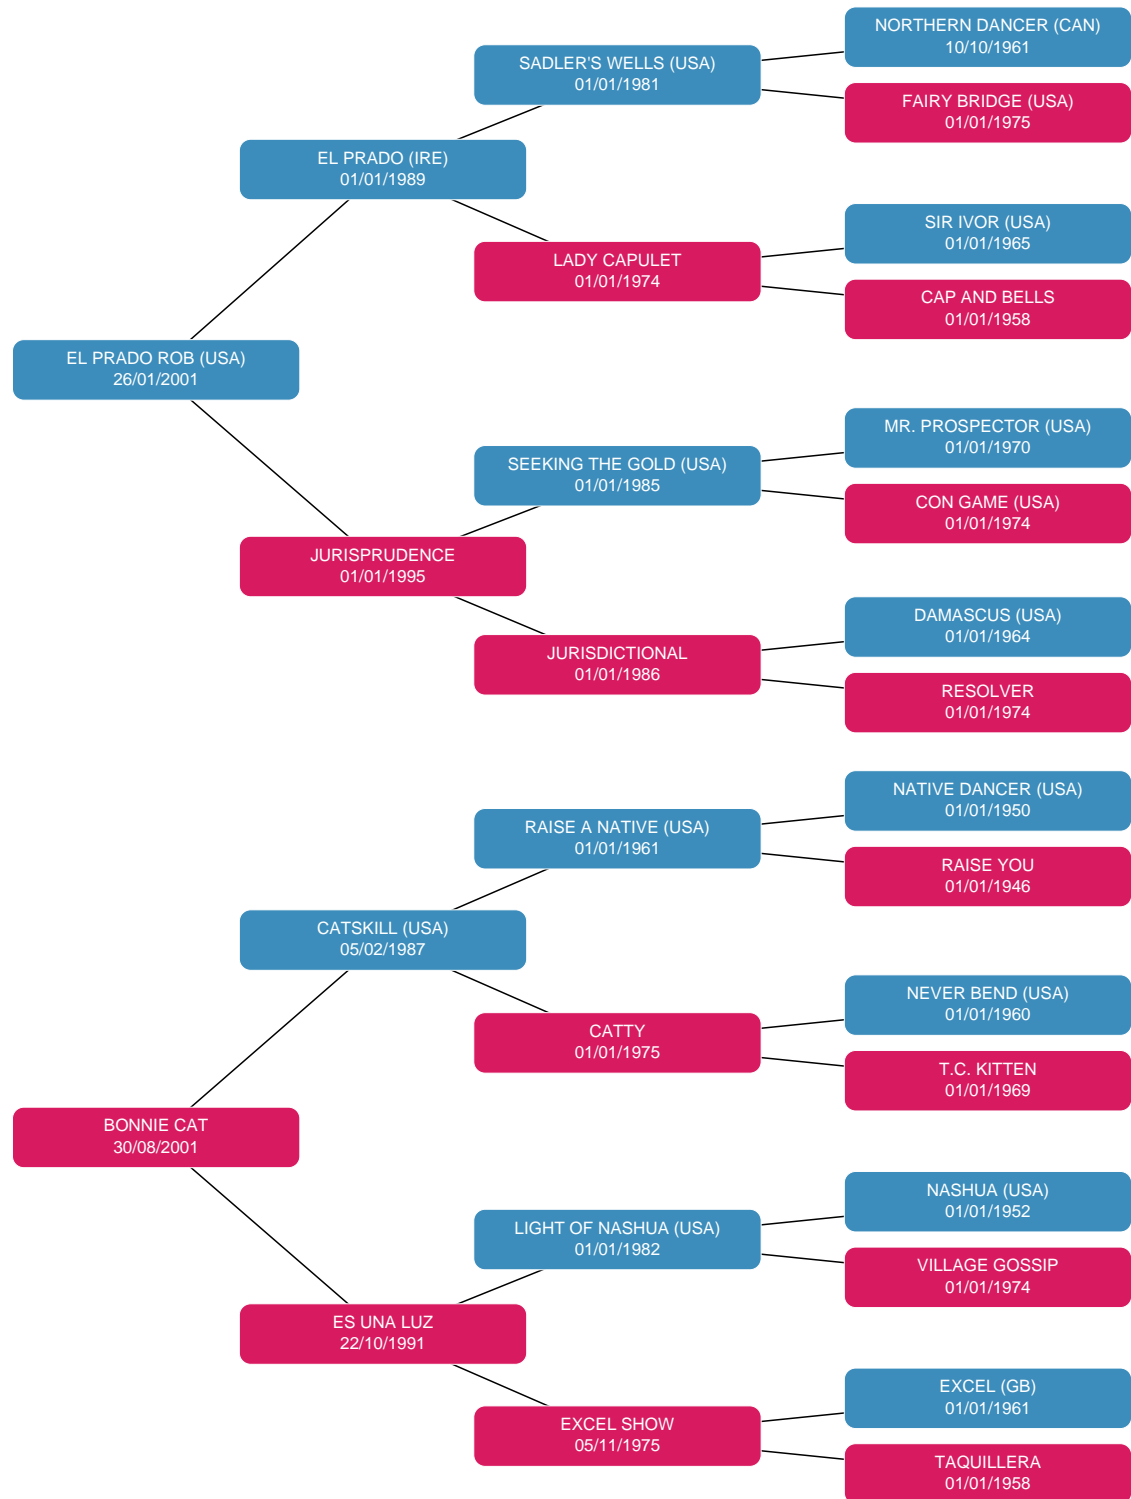 NORTHERN DANCER (CAN)
10/10/1961
SADLER'S WELLS (USA)
01/01/1981
FAIRY BRIDGE (USA)
01/01/1975
EL PRADO (IRE)
01/01/1989
SIR IVOR (USA)
01/01/1965
LADY CAPULET
01/01/1974
CAP AND BELLS
01/01/1958
EL PRADO ROB (USA)
26/01/2001
MR. PROSPECTOR (USA)
01/01/1970
SEEKING THE GOLD (USA)
01/01/1985
CON GAME (USA)
01/01/1974
JURISPRUDENCE
01/01/1995
DAMASCUS (USA)
01/01/1964
JURISDICTIONAL
01/01/1986
RESOLVER
01/01/1974
NATIVE DANCER (USA)
01/01/1950
RAISE A NATIVE (USA)
01/01/1961
RAISE YOU
01/01/1946
CATSKILL (USA)
05/02/1987
NEVER BEND (USA)
01/01/1960
CATTY
01/01/1975
T.C. KITTEN
01/01/1969
BONNIE CAT
30/08/2001
NASHUA (USA)
01/01/1952
LIGHT OF NASHUA (USA)
01/01/1982
VILLAGE GOSSIP
01/01/1974
ES UNA LUZ
22/10/1991
EXCEL (GB)
01/01/1961
EXCEL SHOW
05/11/1975
TAQUILLERA
01/01/1958